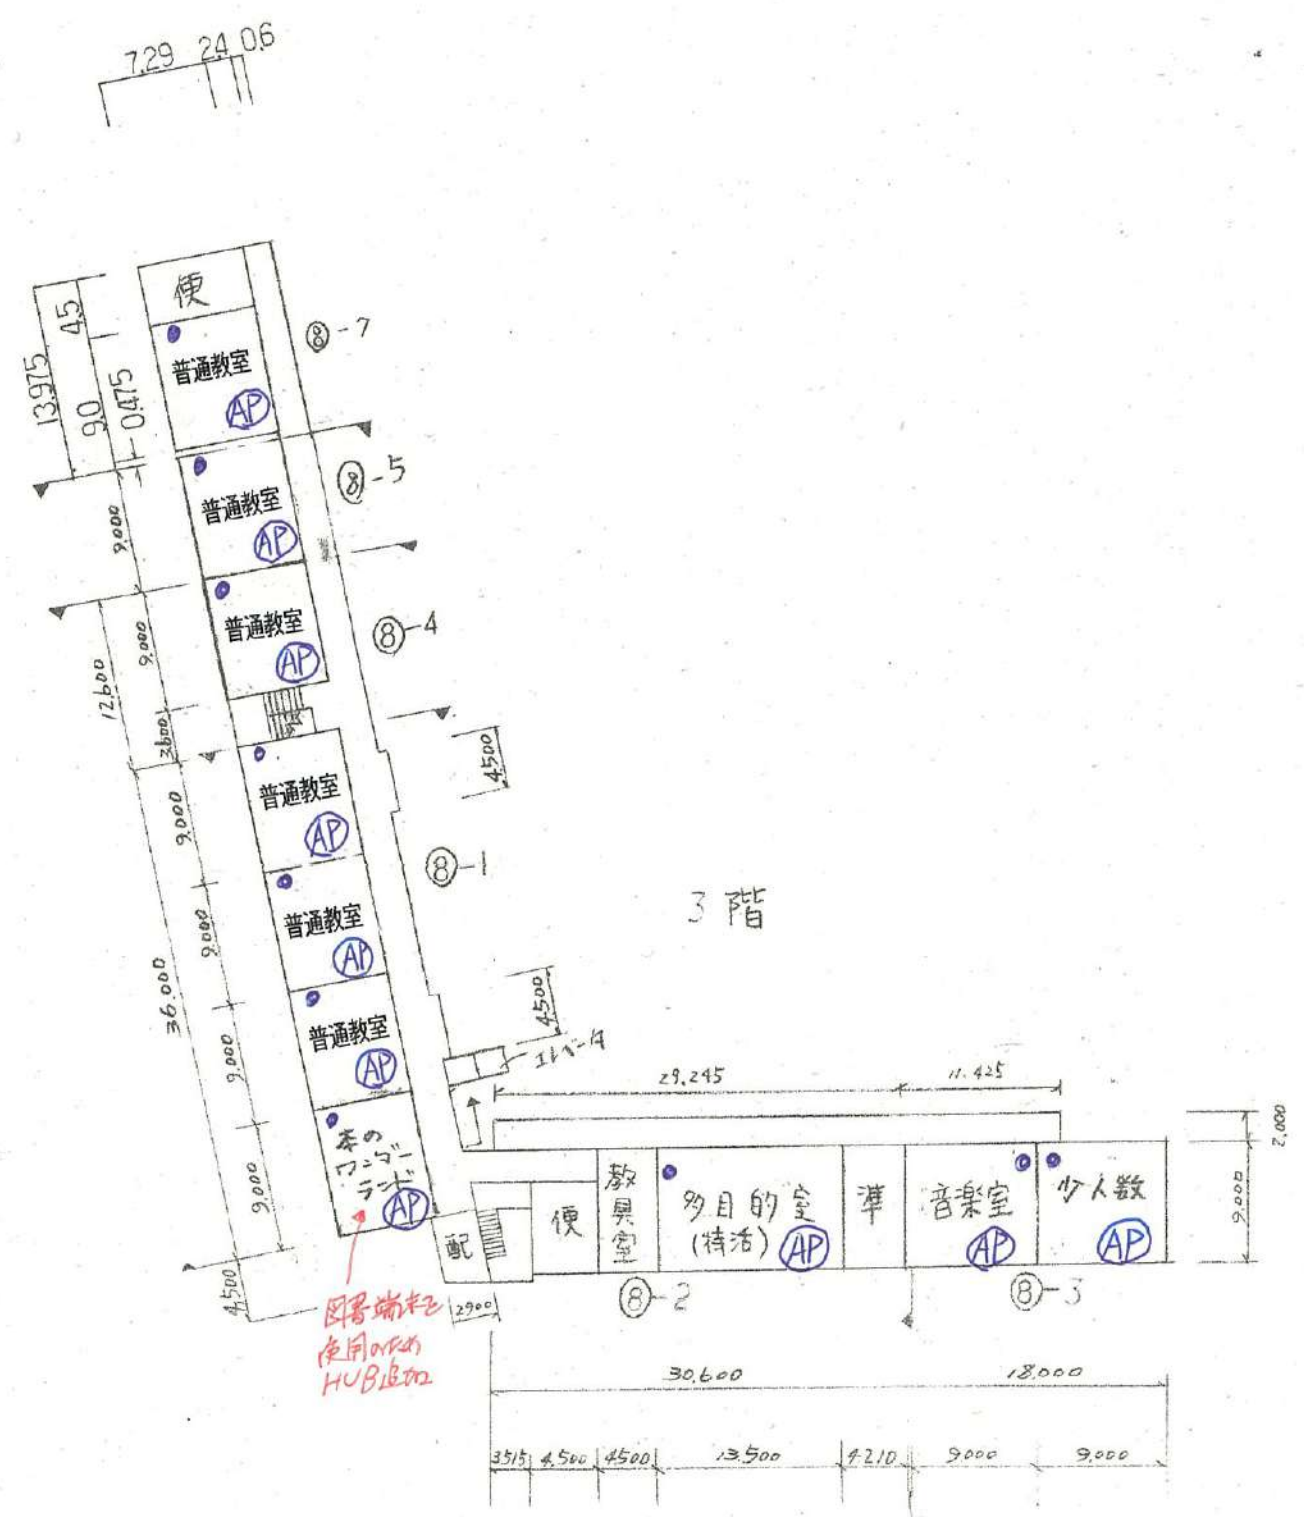 7.29 2.4 0.6
便
⑧-7
普通教室
AP
4.5
13.975
9.0
0.475
⑧-5
普通教室
AP
9.000
普通教室
AP
⑧-4
9.000
12.600
3.600
4.500
普通教室
AP
9.000
⑧-1
普通教室
AP
9.000
36.000
3階
普通教室
AP
9.000
4.500
エレベータ
29.245
11.425
2.000
本の
ワンダー
ランド
AP
9.000
4.500
配
便
教具室
多目的室
(特活)
AP
準
音楽室
AP
少人数
AP
9.000
⑧-2
⑧-3
2900
図書端末を
使用のため
HUB追加
30.600
18.000
3515
4.500
4500
13.500
4.210
9.000
9.000